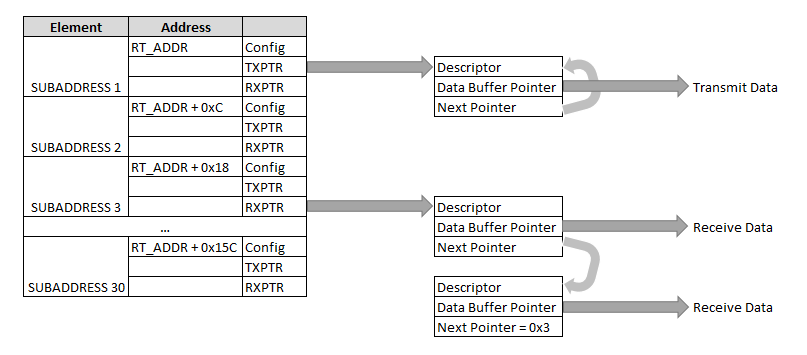 Element Address
RT_ADDR Config
TXPTR
SUBADDRESS 1 RXPTR
RT_ADDR + 0xC Config
TXPTR
SUBADDRESS 2 RXPTR
RT_ADDR + 0x18 Config
TXPTR
SUBADDRESS 3 RXPTR
...
RT_ADDR + 0x15C Config
TXPTR
SUBADDRESS 30 RXPTR
Descriptor
Data Buffer Pointer
Next Pointer
Transmit Data
Descriptor
Data Buffer Pointer
Next Pointer
Receive Data
Descriptor
Data Buffer Pointer
Next Pointer = 0x3
Receive Data